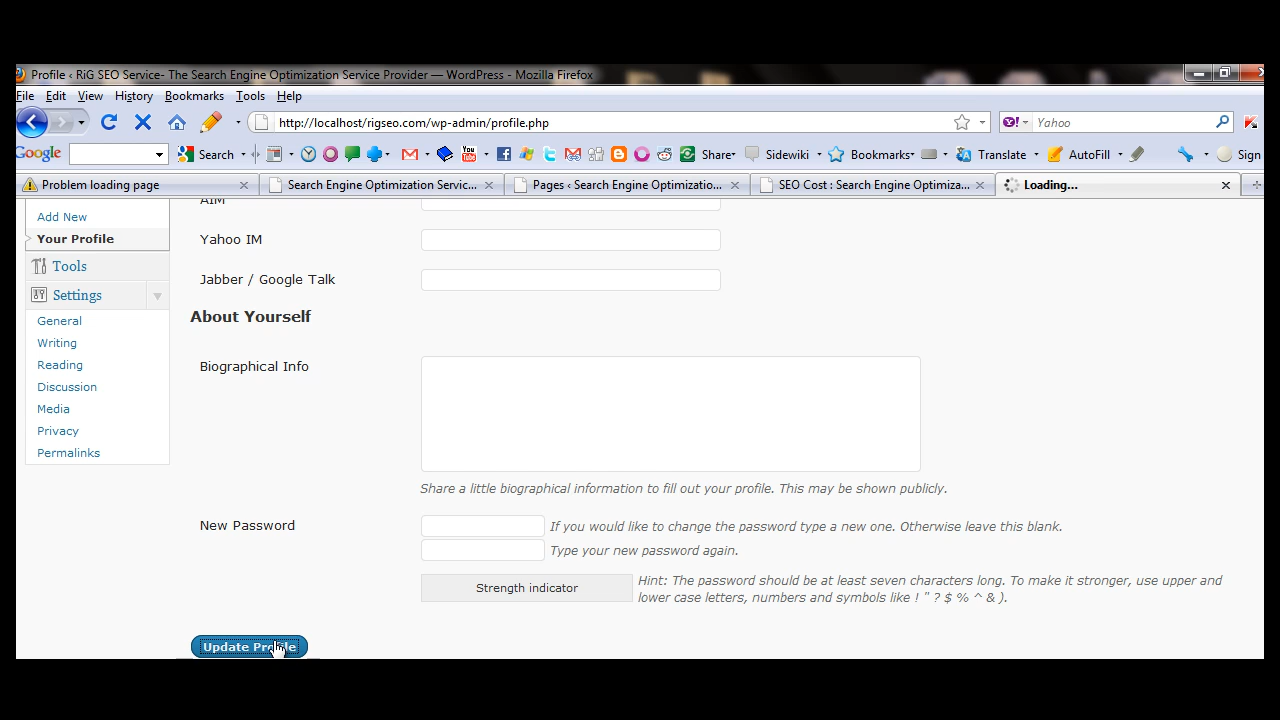 Profile ‹ RiG SEO Service- The Search Engine Optimization Service Provider — WordPress - Mozilla Firefox
File Edit View History Bookmarks Tools Help
http://localhost/rigseo.com/wp-admin/profile.php Yahoo
Google Search Share Sidewiki Bookmarks Translate AutoFill Sign
Problem loading page Search Engine Optimization Servic... Pages ‹ Search Engine Optimizatio... SEO Cost : Search Engine Optimiza... Loading...
AIM
Add New
Your Profile
Yahoo IM
Tools
Jabber / Google Talk
Settings
About Yourself
General
Writing
Reading
Biographical Info
Discussion
Media
Privacy
Permalinks
Share a little biographical information to fill out your profile. This may be shown publicly.
New Password If you would like to change the password type a new one. Otherwise leave this blank.
Type your new password again.
Strength indicator
Hint: The password should be at least seven characters long. To make it stronger, use upper and
lower case letters, numbers and symbols like ! " ? $ % ^ & ).
Update Profile